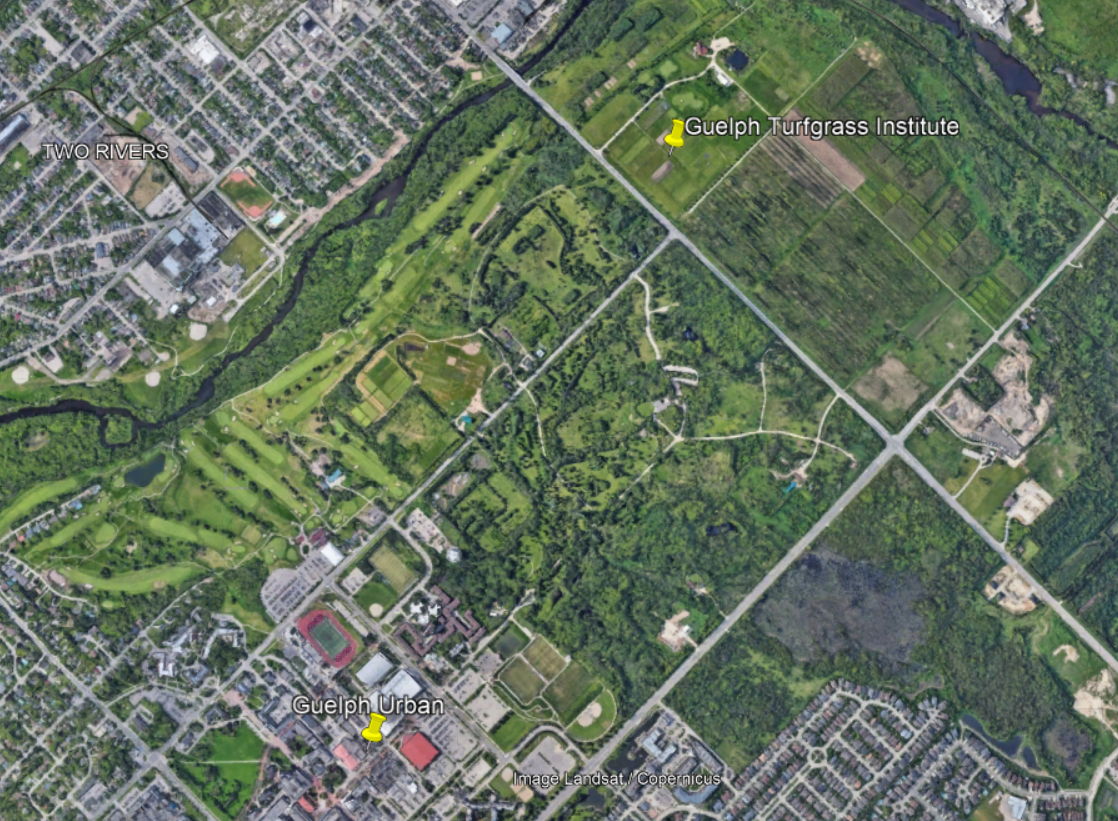 Guelph Turfgrass Institute
TWO RIVERS
Guelph Urban
Image Landsat / Copernicus